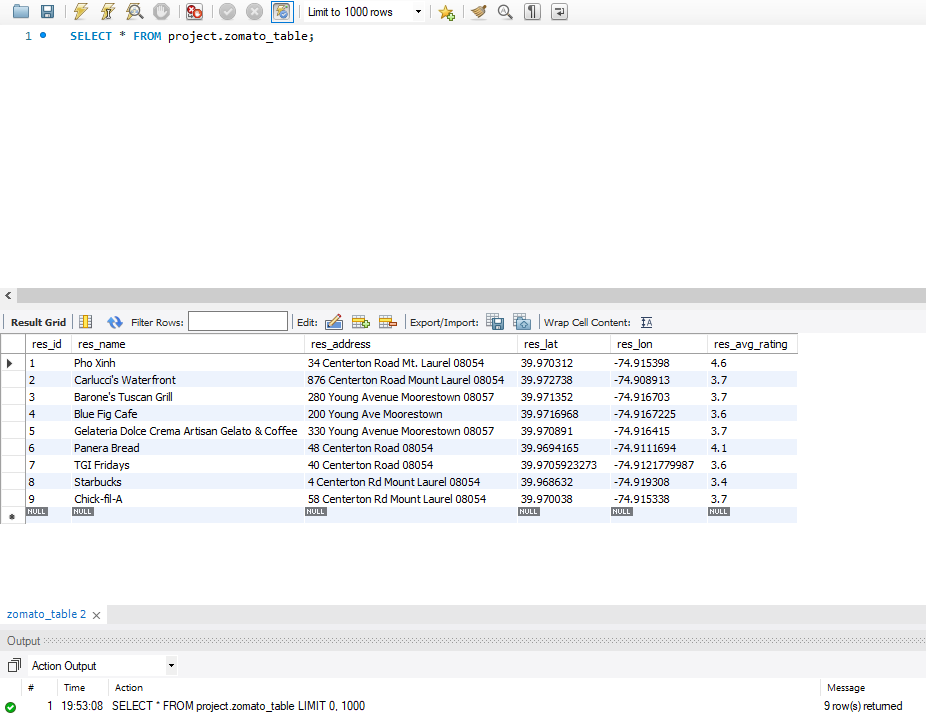 Limit to 1000 rows
1 SELECT * FROM project.zomato_table;
Result Grid Filter Rows: Edit: Export/Import: Wrap Cell Content:
res_id res_name res_address res_lat res_lon res_avg_rating
1 Pho Xinh 34 Centerton Road Mt. Laurel 08054 39.970312 -74.915398 4.6
2 Carlucci's Waterfront 876 Centerton Road Mount Laurel 08054 39.972738 -74.908913 3.7
3 Barone's Tuscan Grill 280 Young Avenue Moorestown 08057 39.971352 -74.916703 3.7
4 Blue Fig Cafe 200 Young Ave Moorestown 39.9716968 -74.9167225 3.6
5 Gelateria Dolce Crema Artisan Gelato & Coffee 330 Young Avenue Moorestown 08057 39.970891 -74.916415 3.7
6 Panera Bread 48 Centerton Road 08054 39.9694165 -74.9111694 4.1
7 TGI Fridays 40 Centerton Road 08054 39.9705923273 -74.9121779987 3.6
8 Starbucks 4 Centerton Rd Mount Laurel 08054 39.968632 -74.919308 3.4
9 Chick-fil-A 58 Centerton Rd Mount Laurel 08054 39.970038 -74.915338 3.7
NULL NULL NULL NULL NULL NULL
zomato_table 2
Output
Action Output
# Time Action Message
1 19:53:08 SELECT * FROM project.zomato_table LIMIT 0, 1000 9 row(s) returned